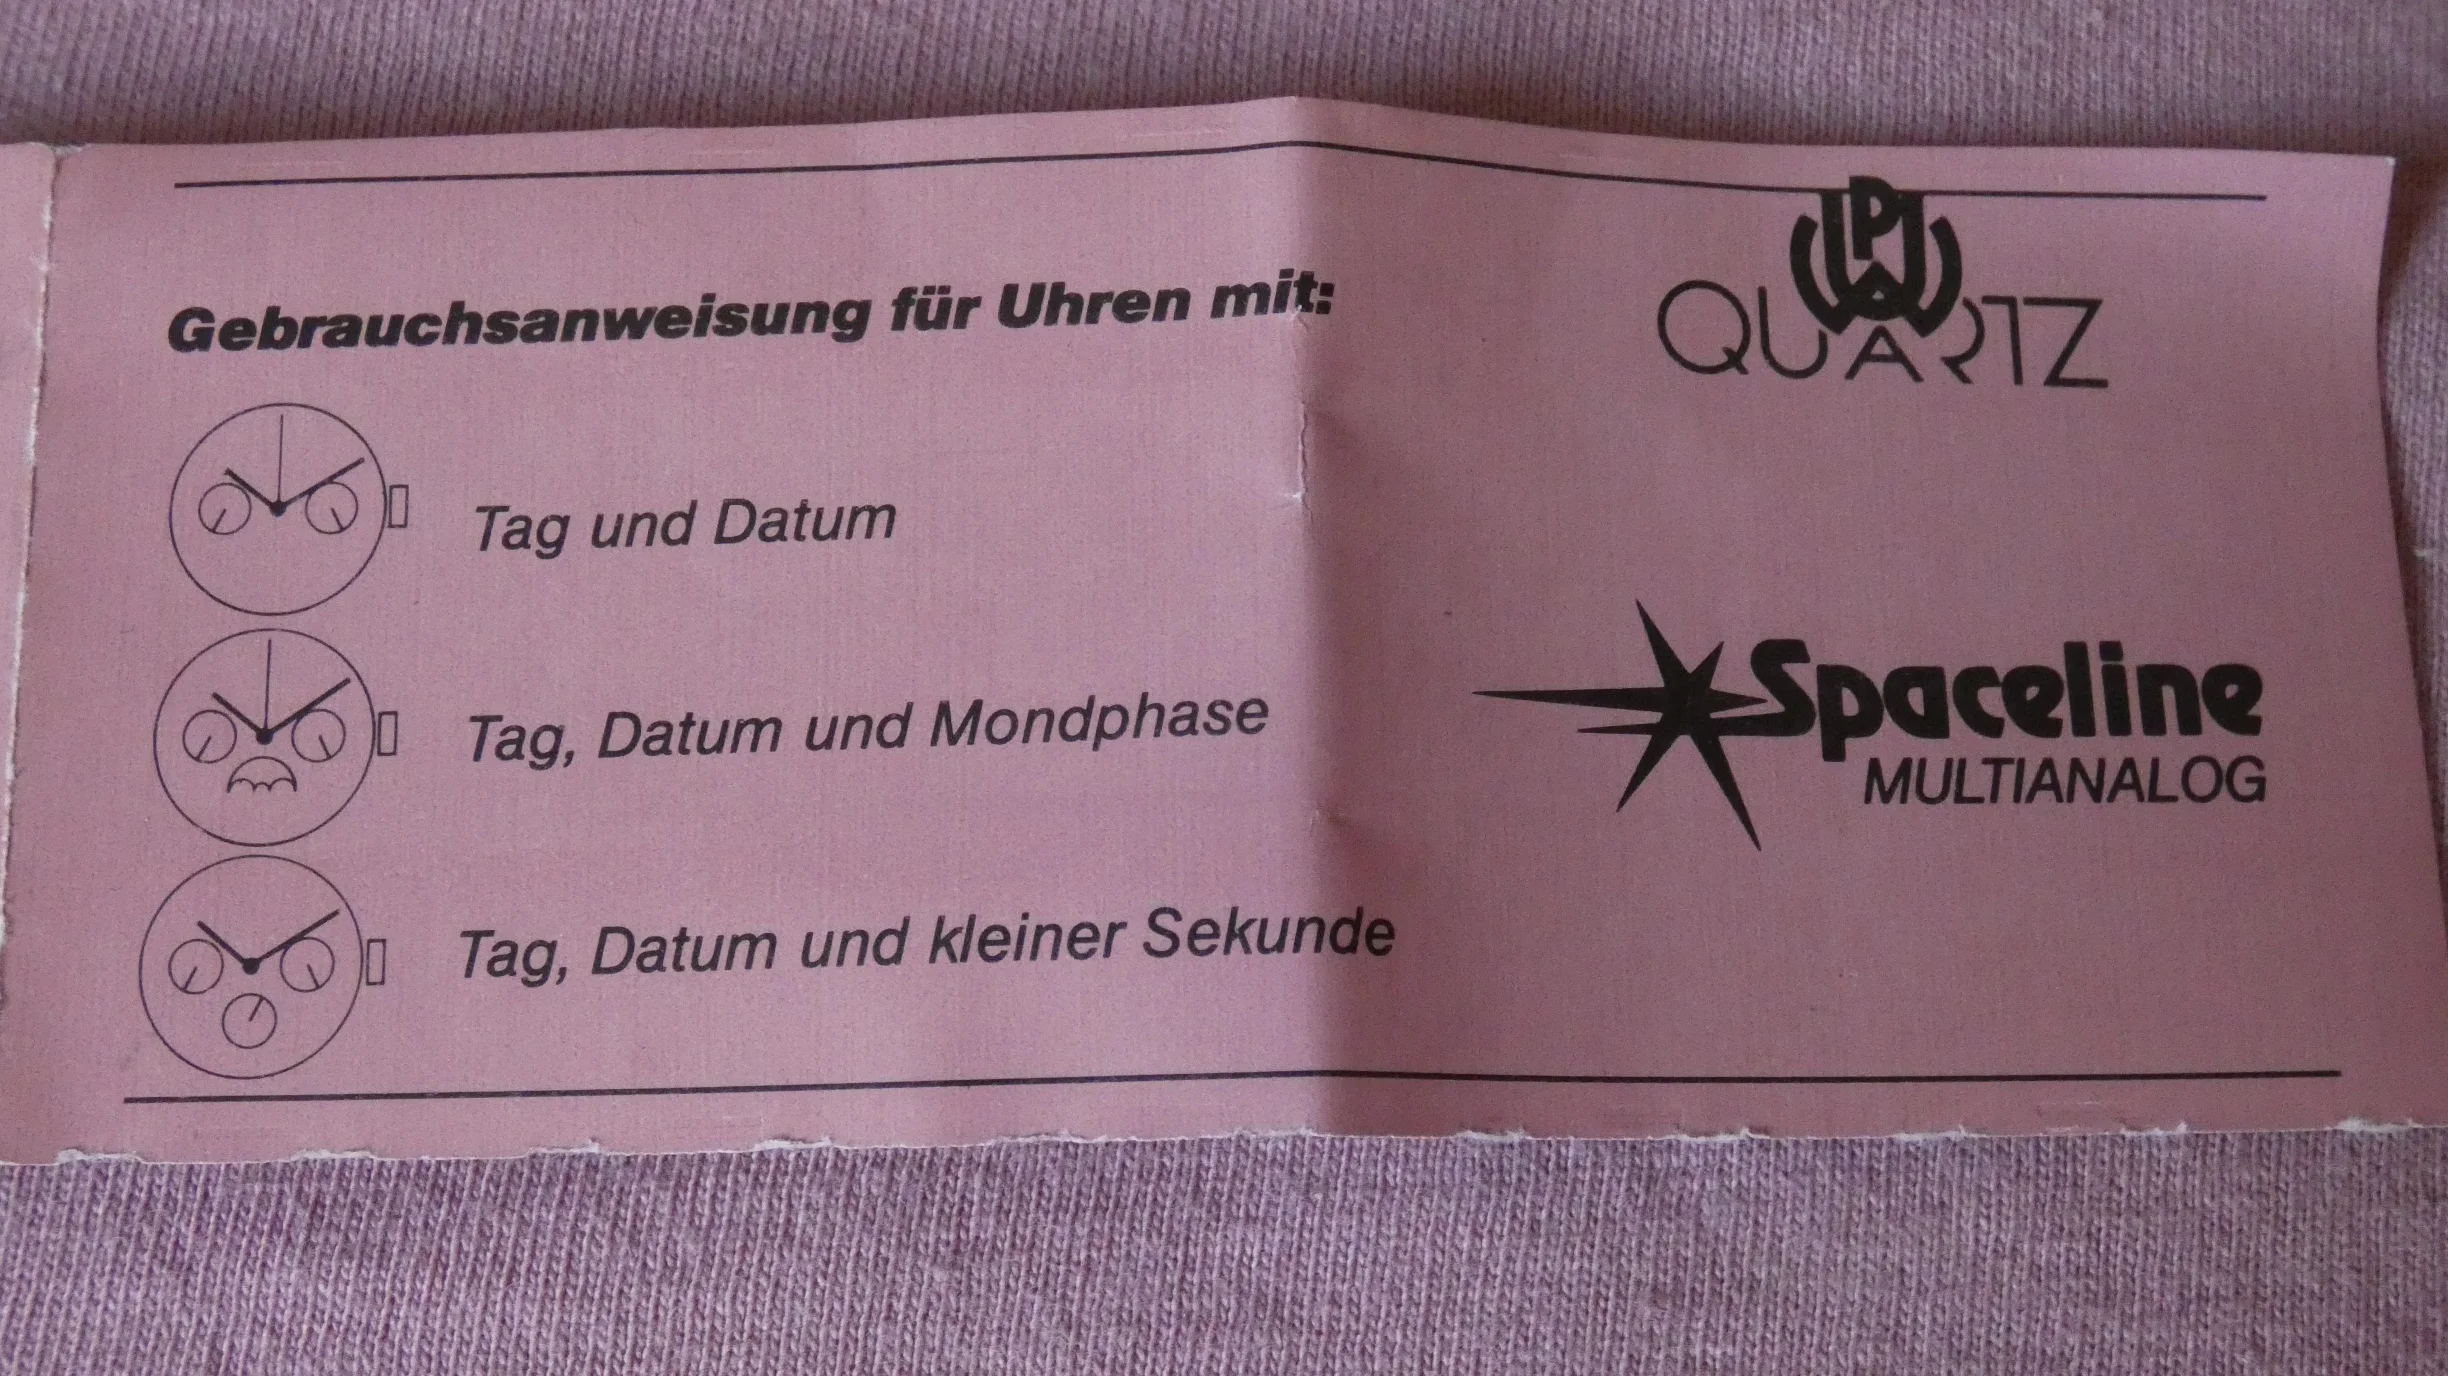 Gebrauchsanweisung für Uhren mit:
Tag und Datum
Tag, Datum und Mondphase
Tag, Datum und kleiner Sekunde
QUARTZ
Spaceline
MULTIANALOG